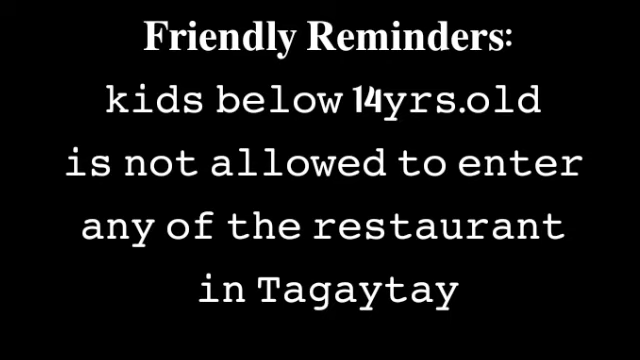 Friendly Reminders:
kids below 14yrs.old
is not allowed to enter
any of the restaurant
in Tagaytay